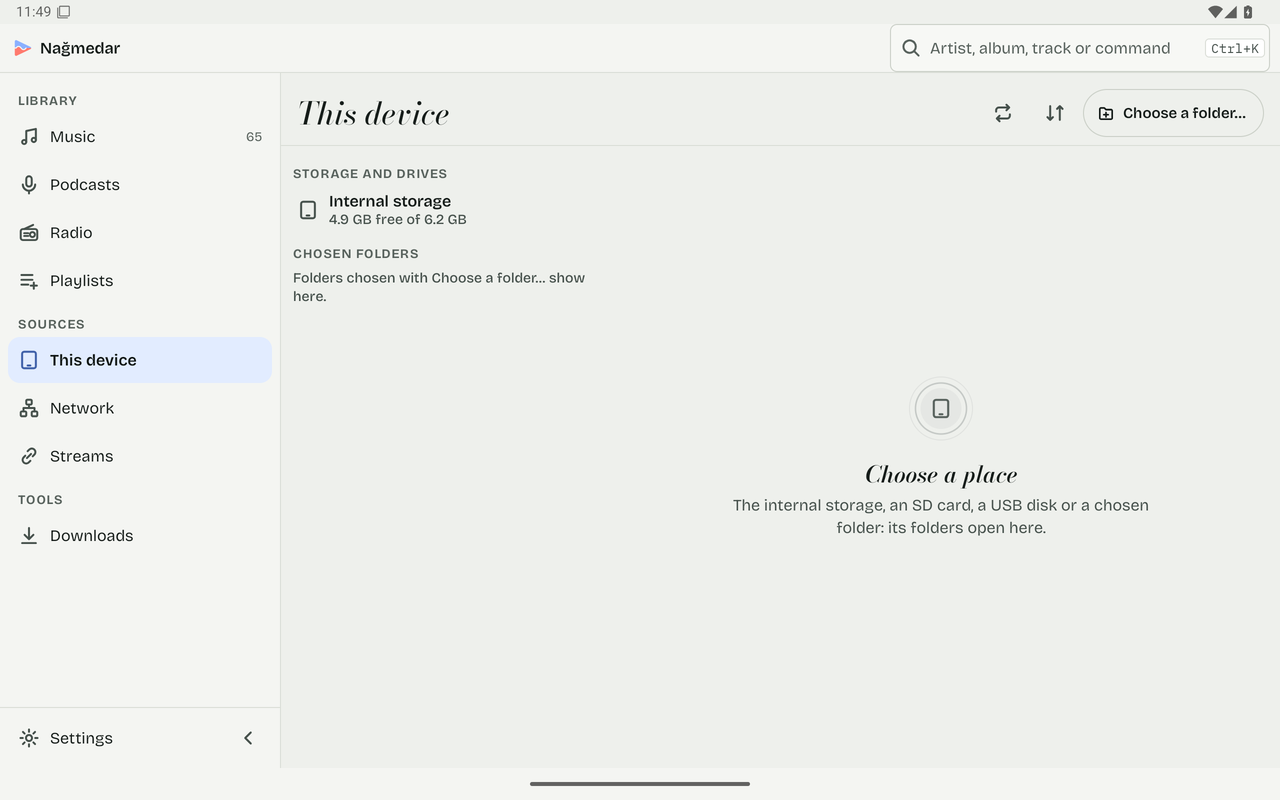 11:49
Nağmedar
Artist, album, track or command
Ctrl+K
LIBRARY
Music
65
Podcasts
Radio
Playlists
SOURCES
This device
Network
Streams
TOOLS
Downloads
Settings
This device
Choose a folder...
STORAGE AND DRIVES
Internal storage
4.9 GB free of 6.2 GB
CHOSEN FOLDERS
Folders chosen with Choose a folder... show
here.
Choose a place
The internal storage, an SD card, a USB disk or a chosen
folder: its folders open here.